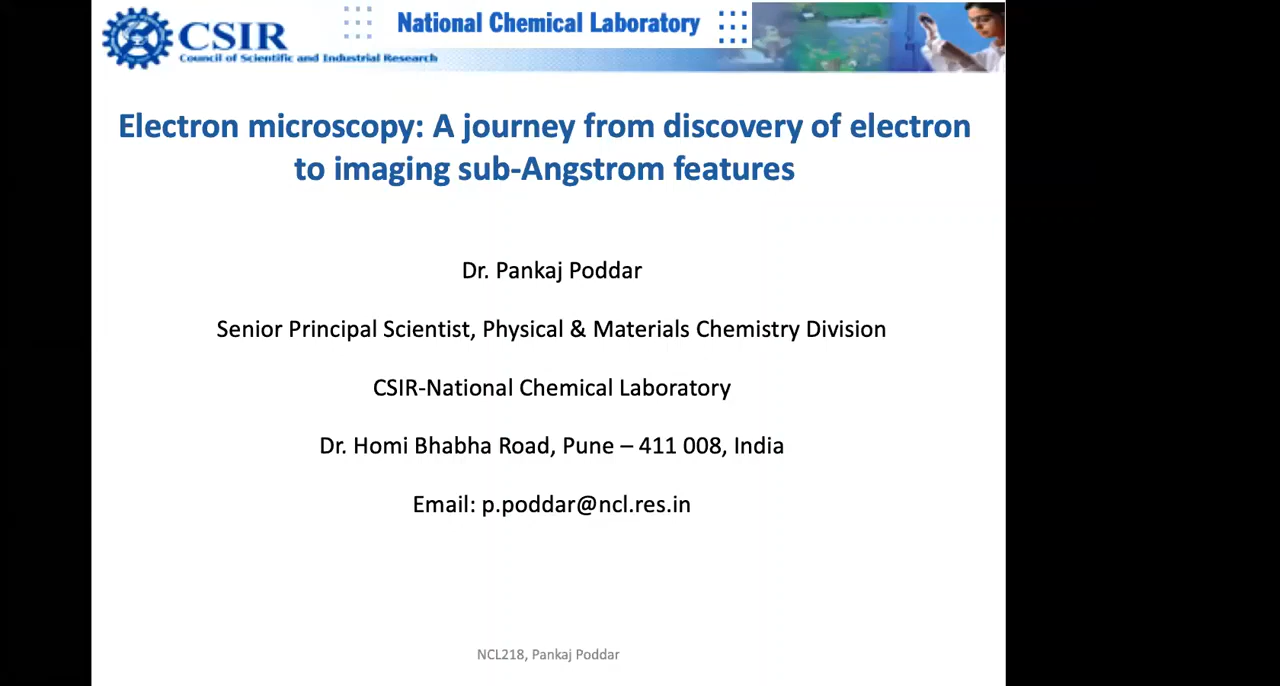 CSIR
Council of Scientific and Industrial Research
National Chemical Laboratory
Electron microscopy: A journey from discovery of electron
to imaging sub-Angstrom features
Dr. Pankaj Poddar
Senior Principal Scientist, Physical & Materials Chemistry Division
CSIR-National Chemical Laboratory
Dr. Homi Bhabha Road, Pune – 411 008, India
Email: p.poddar@ncl.res.in
NCL218, Pankaj Poddar